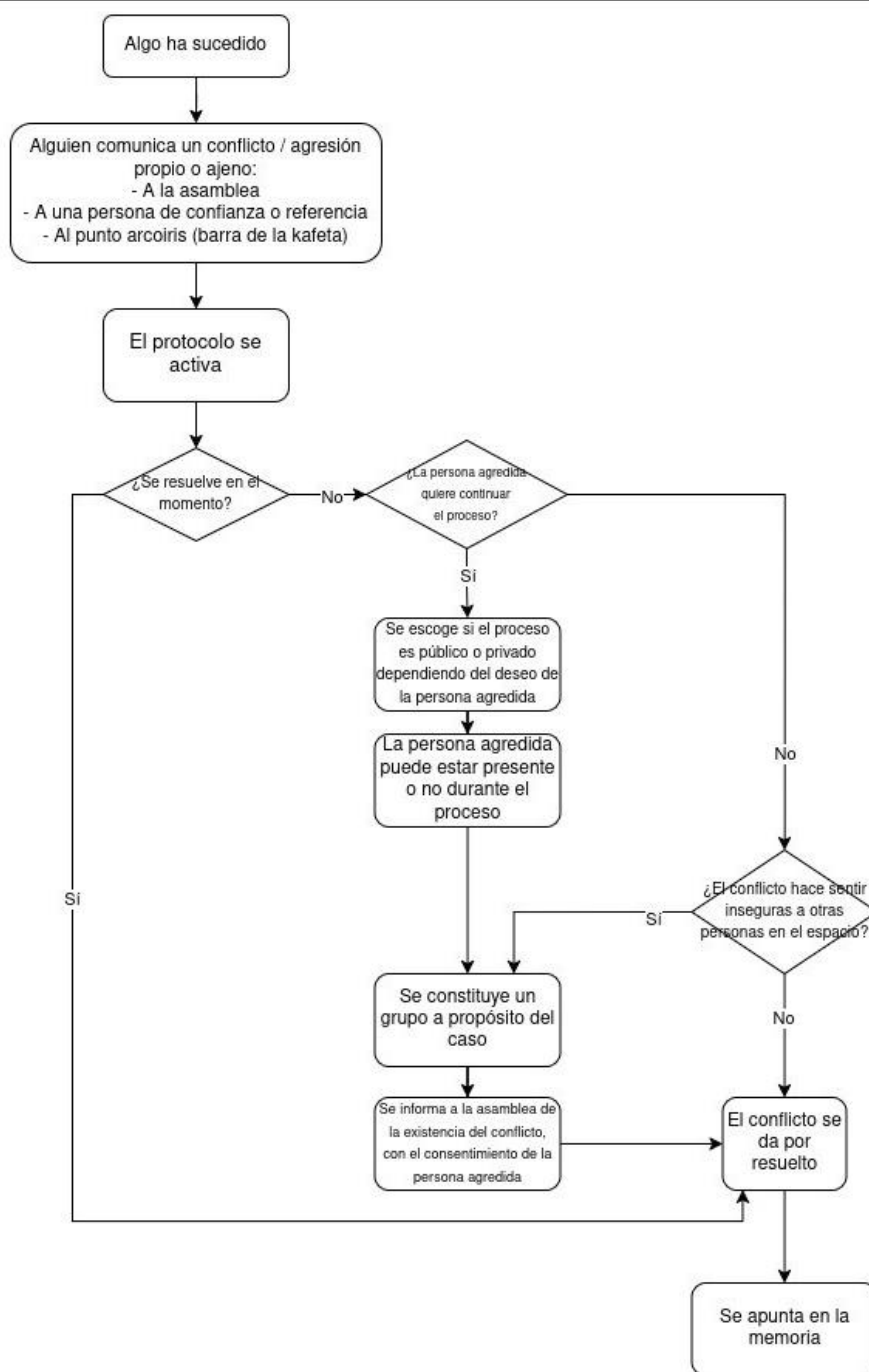 Algo ha sucedido
Alguien comunica un conflicto / agresión
propio o ajeno:
- A la asamblea
- A una persona de confianza o referencia
- Al punto arcoiris (barra de la kafeta)
El protocolo se
activa
¿Se resuelve en el
momento?
No
¿La persona agredida
quiere continuar
el proceso?
Sí
Se escoge si el proceso
es público o privado
dependiendo del deseo de
la persona agredida
La persona agredida
puede estar presente
o no durante el
proceso
No
Sí
¿El conflicto hace sentir
inseguras a otras
personas en el espacio?
Sí
Se constituye un
grupo a propósito del
caso
No
Se informa a la asamblea de
la existencia del conflicto,
con el consentimiento de la
persona agredida
El conflicto se
da por
resuelto
Se apunta en la
memoria